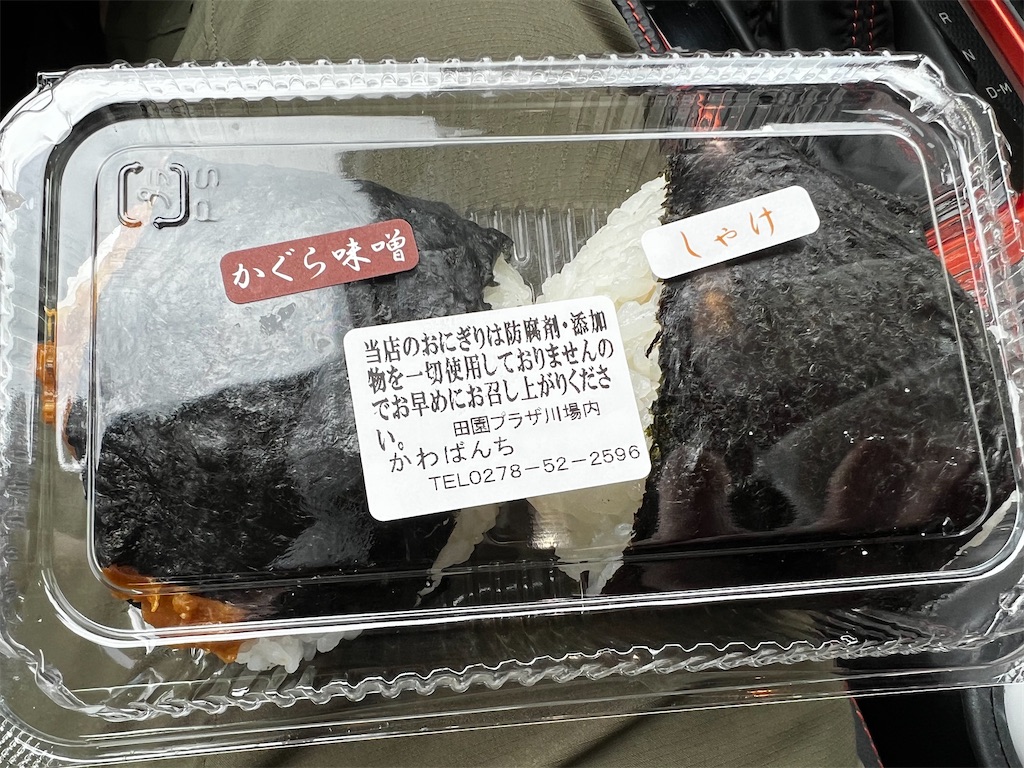 R
N
D-M
PS
かぐら味噌
しゃけ
当店のおにぎりは防腐剤・添加
物を一切使用しておりませんの
でお早めにお召し上がりくださ
い。
田園プラザ川場内
かわばんち
TEL0278-52-2596